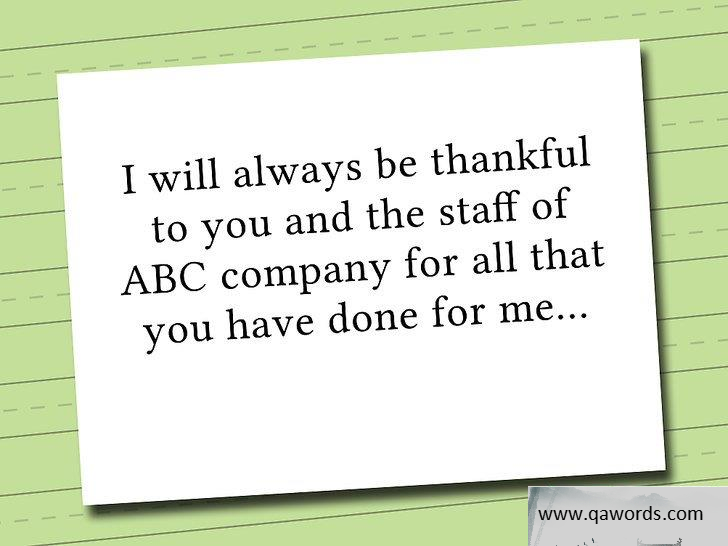 I will always be thankful
to you and the staff of
ABC company for all that
you have done for me...
www.qawords.com